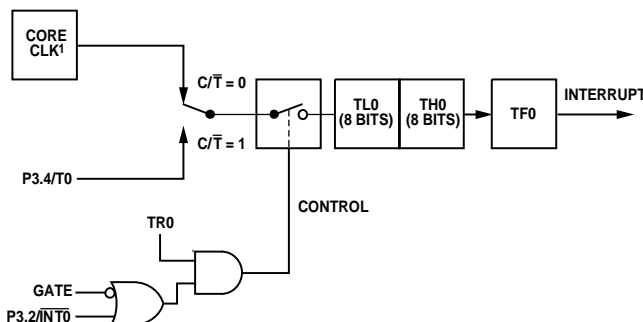 CORE
CLK¹
C/T̅ = 0
C/T̅ = 1
P3.4/T0
TL0
(8 BITS)
TH0
(8 BITS)
TF0
INTERRUPT
CONTROL
TR0
GATE
P3.2/I̅N̅T̅0̅